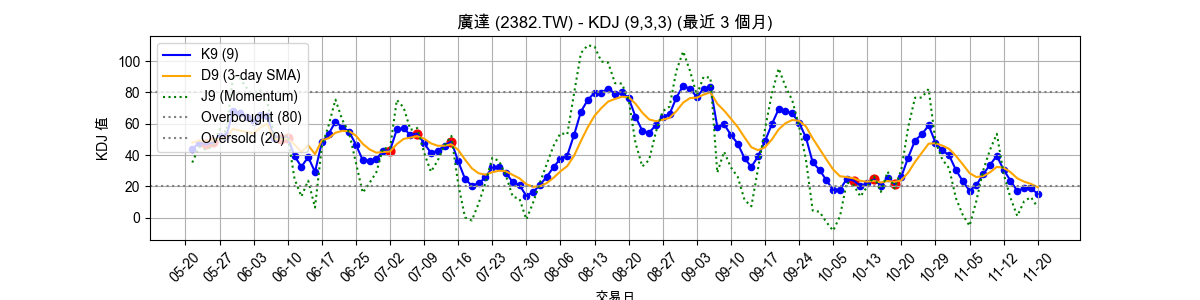 廣達 (2382.TW) - KDJ (9,3,3) (最近 3 個月)
KDJ 值
100
80
60
40
20
0
K9 (9)
D9 (3-day SMA)
J9 (Momentum)
Overbought (80)
Oversold (20)
05-20 05-27 06-03 06-10 06-17 06-25 07-02 07-09 07-16 07-23 07-30 08-06 08-13 08-20 08-27 09-03 09-10 09-17 09-24 10-05 10-13 10-20 10-29 11-05 11-12 11-20
交易日